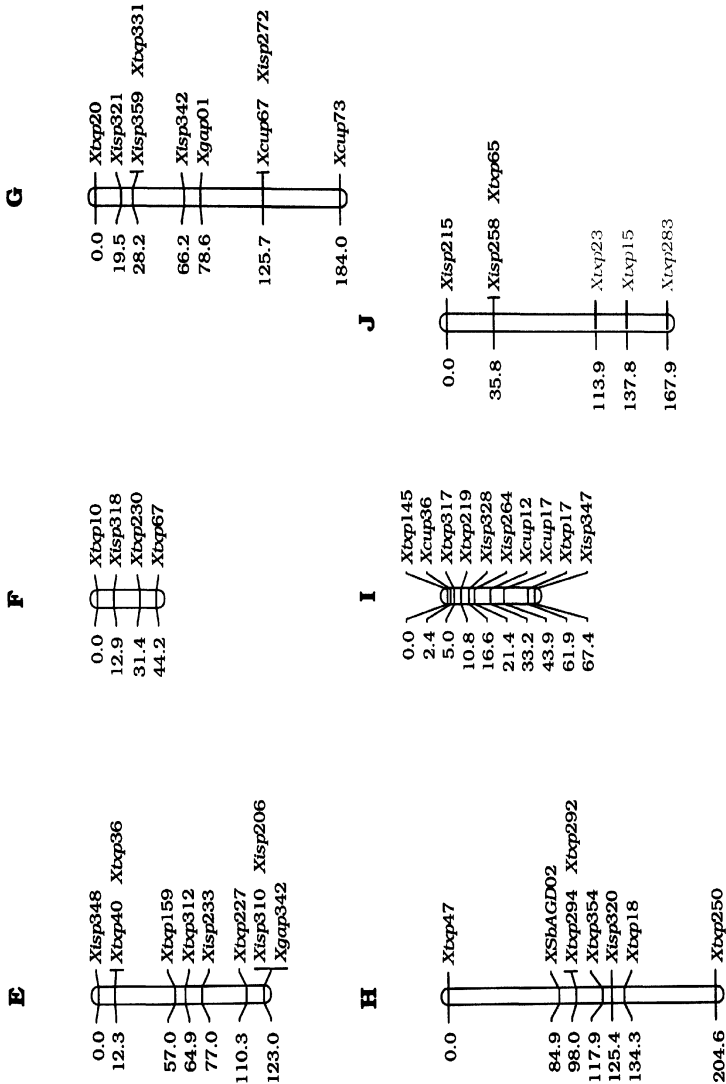 E
0.0 Xisp348
12.3 Xtxp40 Xtxp36
57.0 Xtxp159
64.9 Xtxp312
77.0 Xisp233
110.3 Xtxp227
123.0 Xisp310 Xisp206
Xgap342
F
0.0 Xtxp10
12.9 Xisp318
31.4 Xtxp230
44.2 Xtxp67
G
0.0 Xtxp20
19.5 Xisp321
28.2 Xisp359 Xtxp331
66.2 Xisp342
78.6 Xgap01
125.7 Xcup67 Xisp272
184.0 Xcup73
H
0.0 Xtxp47
84.9 XSbAGD02
98.0 Xtxp294 Xtxp292
117.9 Xtxp354
125.4 Xisp320
134.3 Xtxp18
204.6 Xtxp250
I
0.0 Xtxp145
2.4 Xcup36
5.0 Xtxp317
10.8 Xtxp219
16.6 Xisp328
21.4 Xisp264
33.2 Xcup12
43.9 Xcup17
61.9 Xtxp17
67.4 Xisp347
J
0.0 Xisp215
35.8 Xisp258 Xtxp65
113.9 Xtxp23
137.8 Xtxp15
167.9 Xtxp283